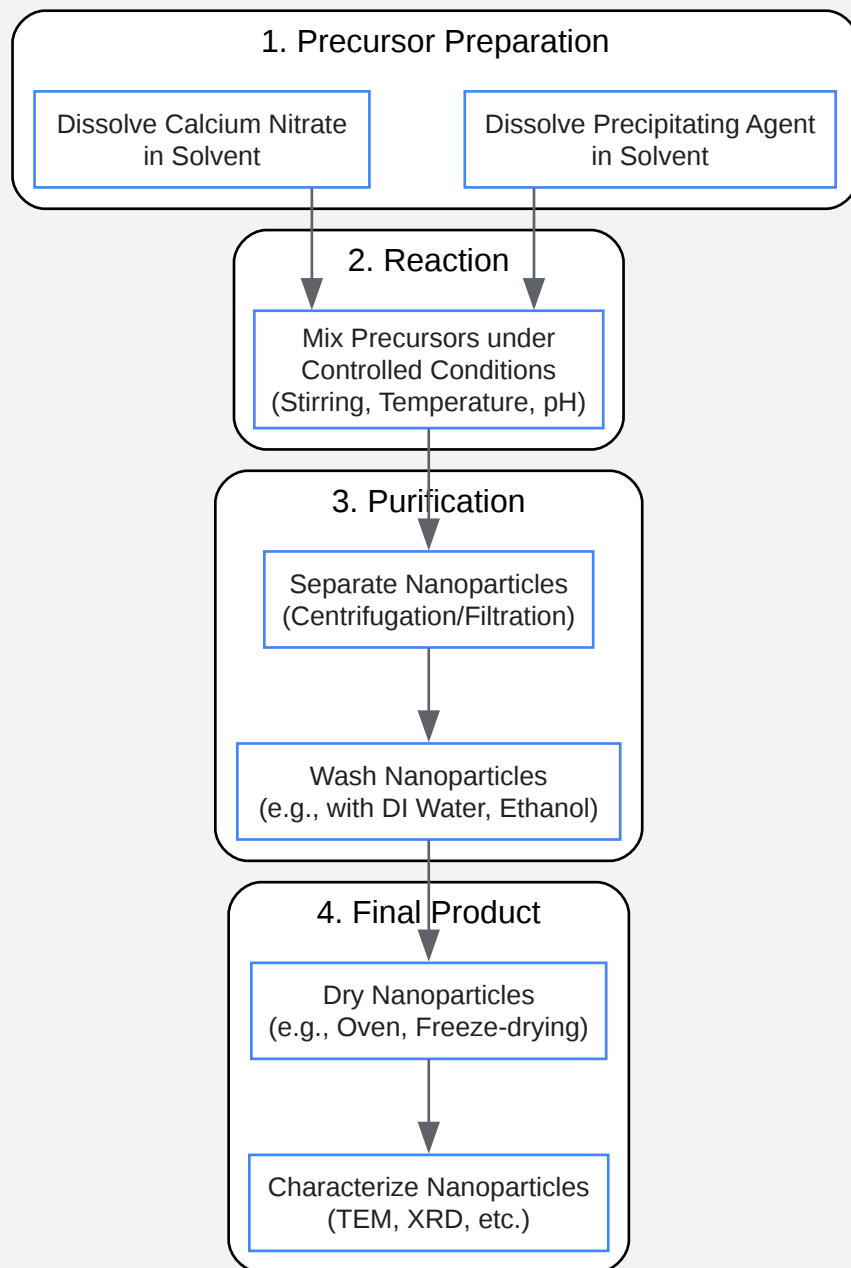 1. Precursor Preparation
Dissolve Calcium Nitrate
in Solvent
Dissolve Precipitating Agent
in Solvent
2. Reaction
Mix Precursors under
Controlled Conditions
(Stirring, Temperature, pH)
3. Purification
Separate Nanoparticles
(Centrifugation/Filtration)
Wash Nanoparticles
(e.g., with DI Water, Ethanol)
4. Final Product
Dry Nanoparticles
(e.g., Oven, Freeze-drying)
Characterize Nanoparticles
(TEM, XRD, etc.)